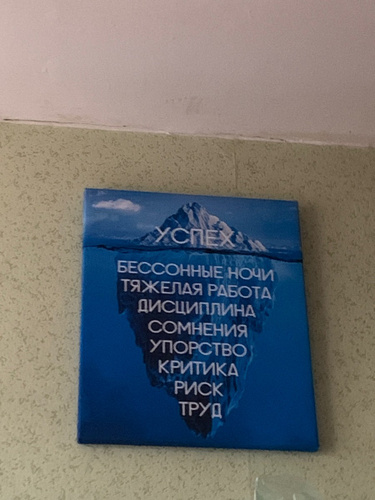 УСПЕХ
БЕССОННЫЕ НОЧИ
ТЯЖЕЛАЯ РАБОТА
ДИСЦИПЛИНА
СОМНЕНИЯ
УПОРСТВО
КРИТИКА
РИСК
ТРУД